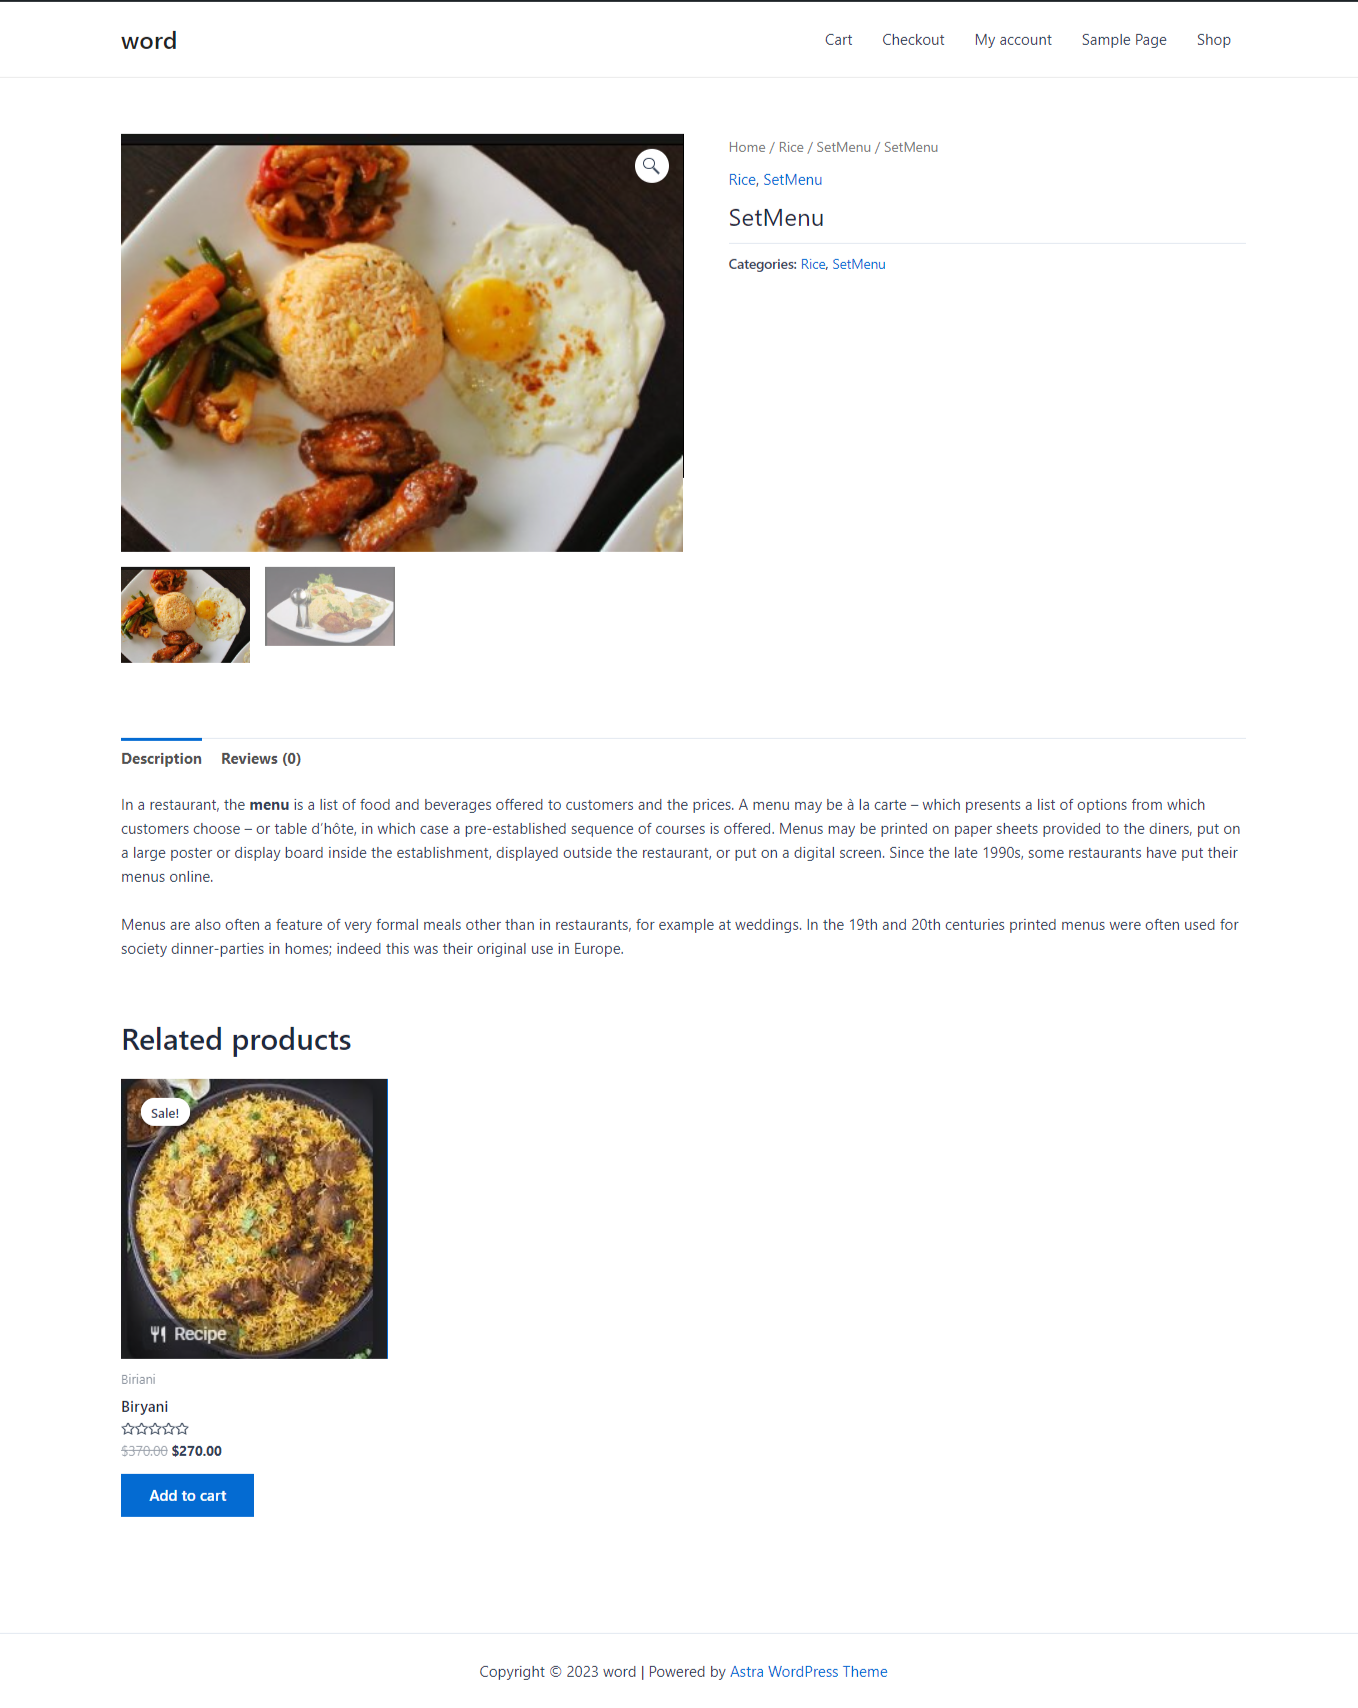 word
Cart Checkout My account Sample Page Shop
Home / Rice / SetMenu / SetMenu
Rice, SetMenu
SetMenu
Categories: Rice, SetMenu
Description Reviews (0)
In a restaurant, the menu is a list of food and beverages offered to customers and the prices. A menu may be à la carte – which presents a list of options from which
customers choose – or table d’hôte, in which case a pre-established sequence of courses is offered. Menus may be printed on paper sheets provided to the diners, put on
a large poster or display board inside the establishment, displayed outside the restaurant, or put on a digital screen. Since the late 1990s, some restaurants have put their
menus online.
Menus are also often a feature of very formal meals other than in restaurants, for example at weddings. In the 19th and 20th centuries printed menus were often used for
society dinner-parties in homes; indeed this was their original use in Europe.
Related products
Sale!
Recipe
Biriani
Biryani
$370.00 $270.00
Add to cart
Copyright © 2023 word | Powered by Astra WordPress Theme